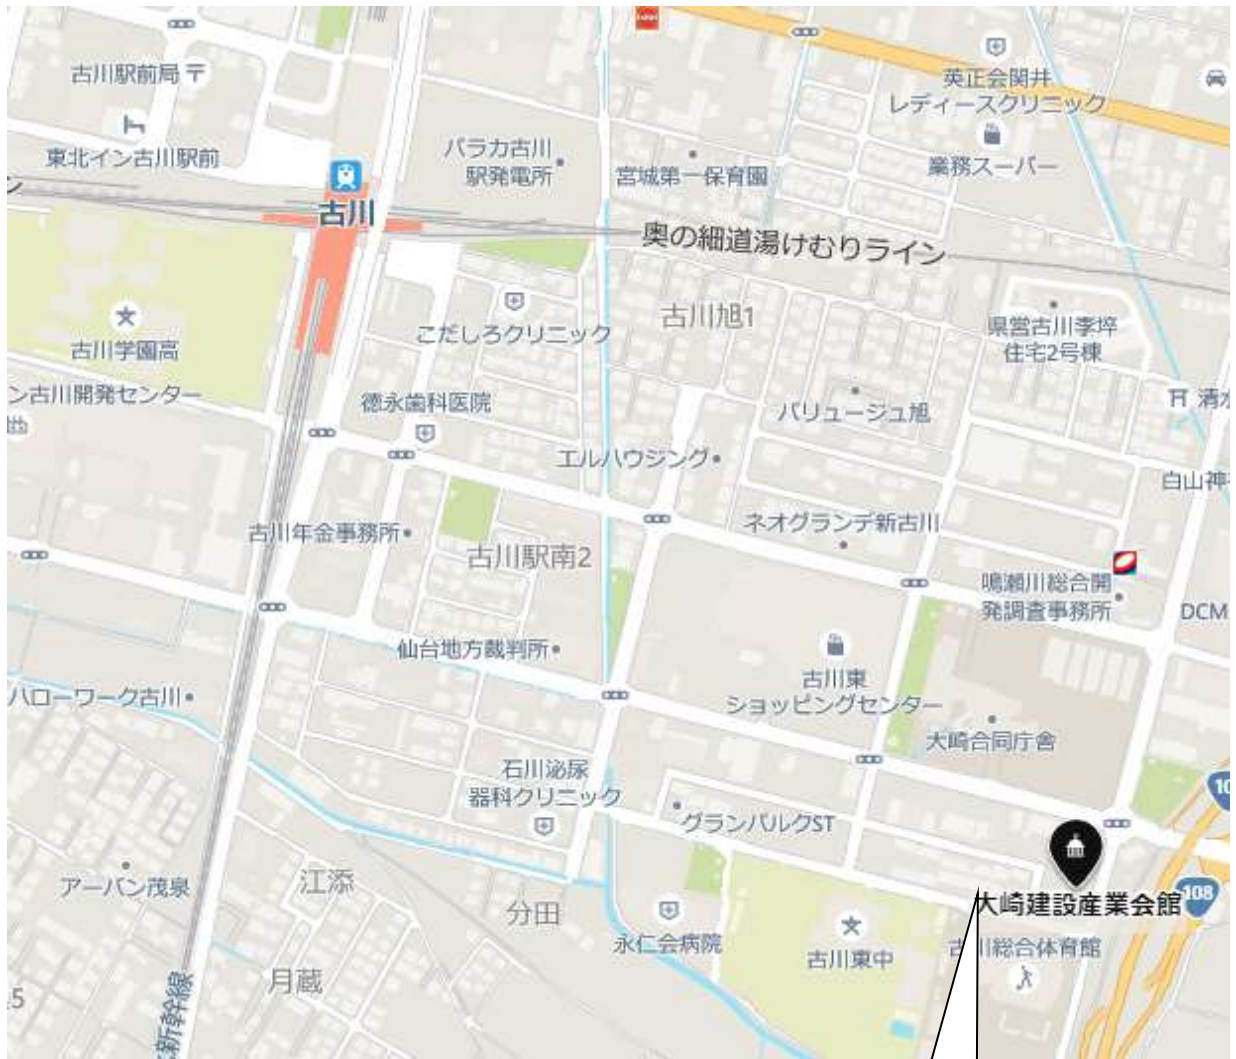 古川駅前局
英正会関井
レディースクリニック
東北イン古川駅前
パラカ古川
駅発電所
宮城第一保育園
業務スーパー
ン
古川
奥の細道湯けむりライン
古川旭1
県営古川李埣
住宅2号棟
古川学園高
こだしろクリニック
ン古川開発センター
徳永歯科医院
バリュージュ旭
清水
エルハウジング
白山神社
古川年金事務所
古川駅南2
ネオグランデ新古川
鳴瀬川総合開
発調査事務所
DCM
仙台地方裁判所
ハローワーク古川
古川東
ショッピングセンター
大崎合同庁舎
石川泌尿
器科クリニック
グランバルクST
10
アーバン茂泉
江添
分田
大崎建設産業会館
108
永仁会病院
古川東中
古川総合体育館
月蔵
15
新幹線